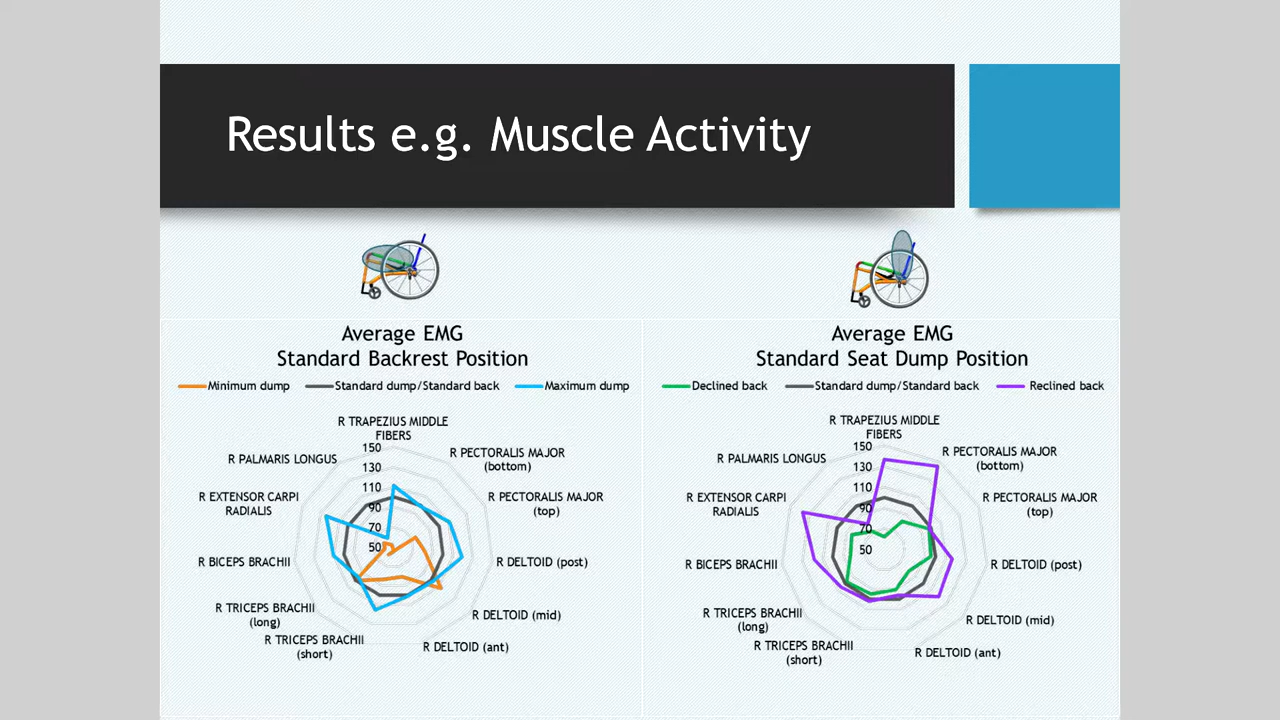 Results e.g. Muscle Activity
Average EMG
Standard Backrest Position
Minimum dump
Standard dump/Standard back
Maximum dump
R TRAPEZIUS MIDDLE
FIBERS
R PECTORALIS MAJOR
(bottom)
R PECTORALIS MAJOR
(top)
R DELTOID (post)
R DELTOID (mid)
R DELTOID (ant)
R TRICEPS BRACHII
(short)
R TRICEPS BRACHII
(long)
R BICEPS BRACHII
R EXTENSOR CARPI
RADIALIS
R PALMARIS LONGUS
150
130
110
90
70
50
Average EMG
Standard Seat Dump Position
Declined back
Standard dump/Standard back
Reclined back
R TRAPEZIUS MIDDLE
FIBERS
R PECTORALIS MAJOR
(bottom)
R PECTORALIS MAJOR
(top)
R DELTOID (post)
R DELTOID (mid)
R DELTOID (ant)
R TRICEPS BRACHII
(short)
R TRICEPS BRACHII
(long)
R BICEPS BRACHII
R EXTENSOR CARPI
RADIALIS
R PALMARIS LONGUS
150
130
110
90
70
50